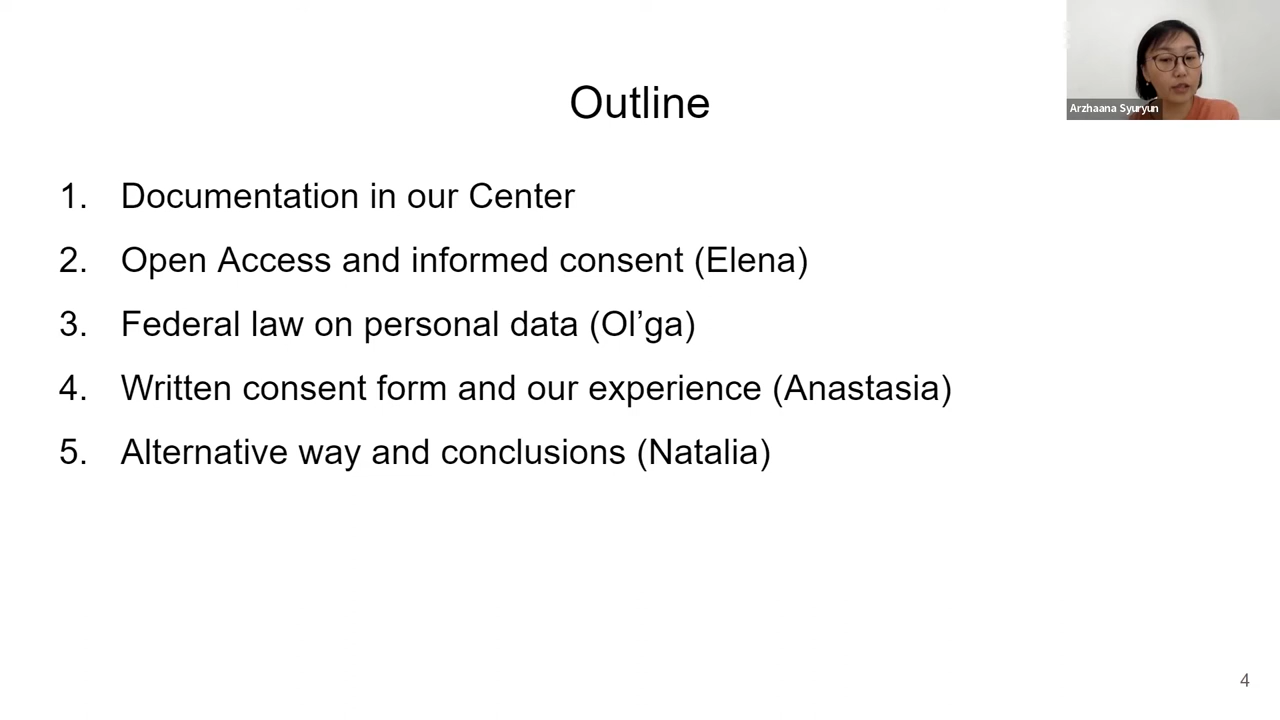 Outline
Arzhaana Syuryun
1. Documentation in our Center
2. Open Access and informed consent (Elena)
3. Federal law on personal data (Ol’ga)
4. Written consent form and our experience (Anastasia)
5. Alternative way and conclusions (Natalia)
4